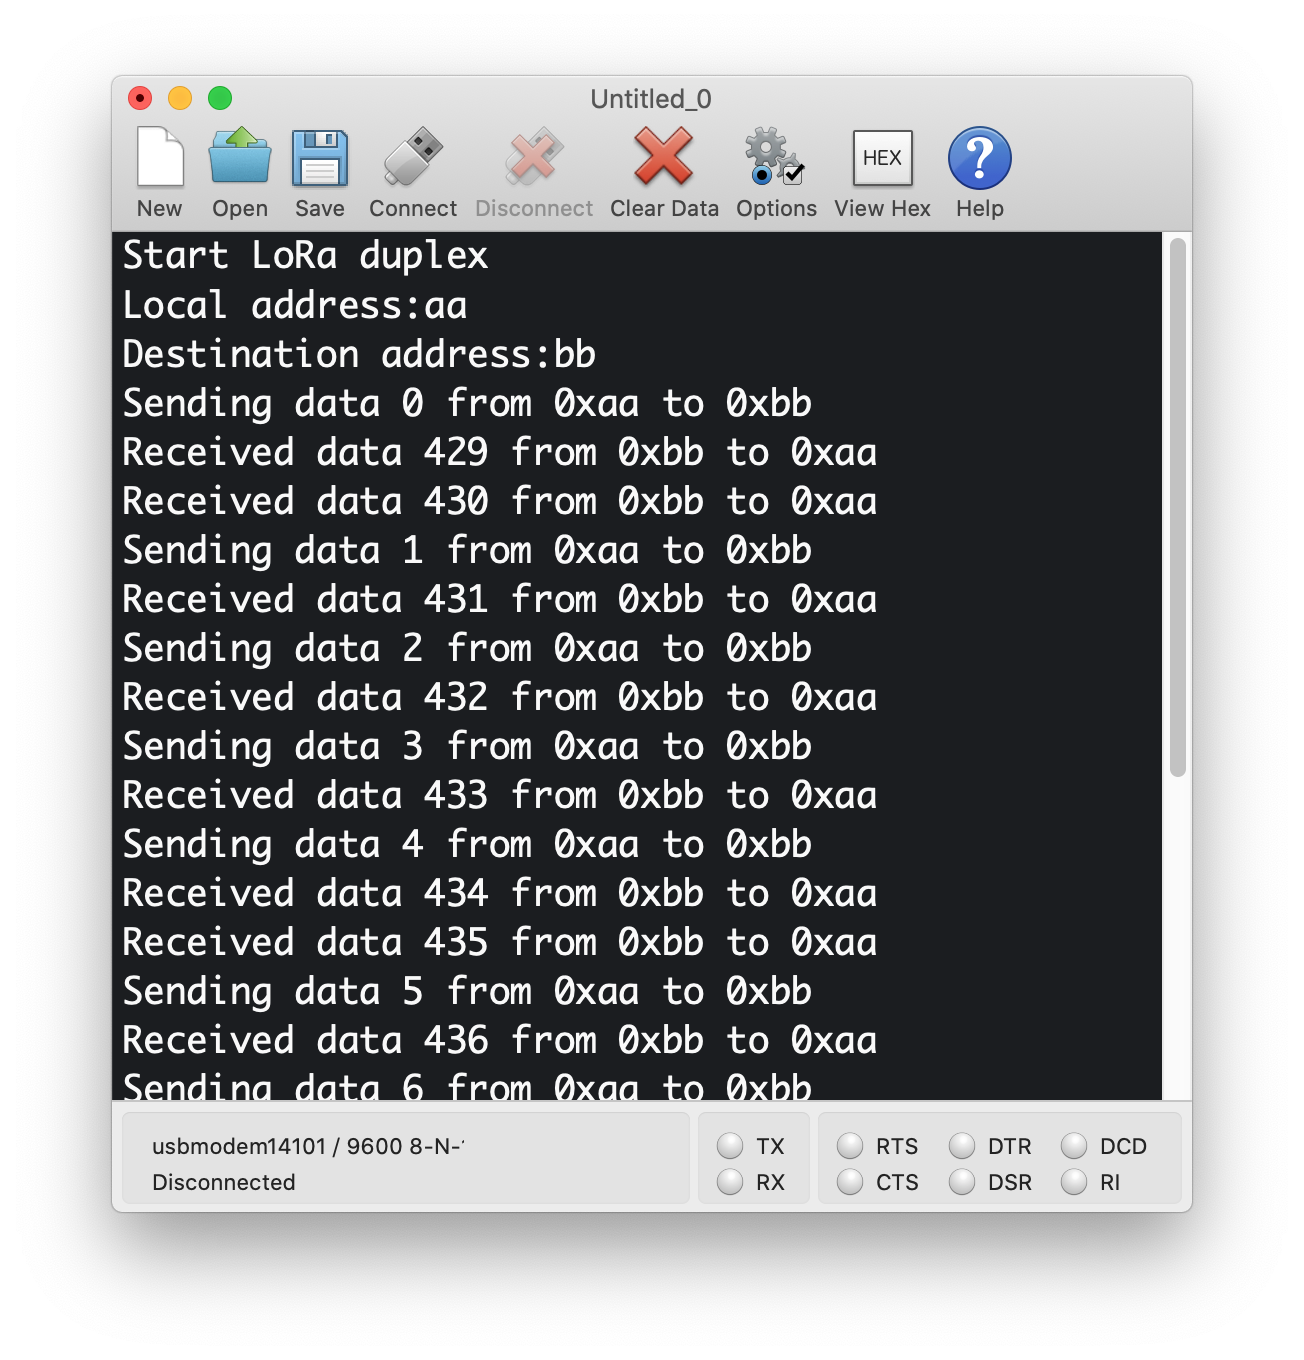 Untitled_0
New Open Save Connect Disconnect Clear Data Options HEX View Hex Help
Start LoRa duplex
Local address:aa
Destination address:bb
Sending data 0 from 0xaa to 0xbb
Received data 429 from 0xbb to 0xaa
Received data 430 from 0xbb to 0xaa
Sending data 1 from 0xaa to 0xbb
Received data 431 from 0xbb to 0xaa
Sending data 2 from 0xaa to 0xbb
Received data 432 from 0xbb to 0xaa
Sending data 3 from 0xaa to 0xbb
Received data 433 from 0xbb to 0xaa
Sending data 4 from 0xaa to 0xbb
Received data 434 from 0xbb to 0xaa
Received data 435 from 0xbb to 0xaa
Sending data 5 from 0xaa to 0xbb
Received data 436 from 0xbb to 0xaa
Sending data 6 from 0xaa to 0xbb
usbmodem14101 / 9600 8-N-
Disconnected
TX
RX
RTS DTR DCD
CTS DSR RI